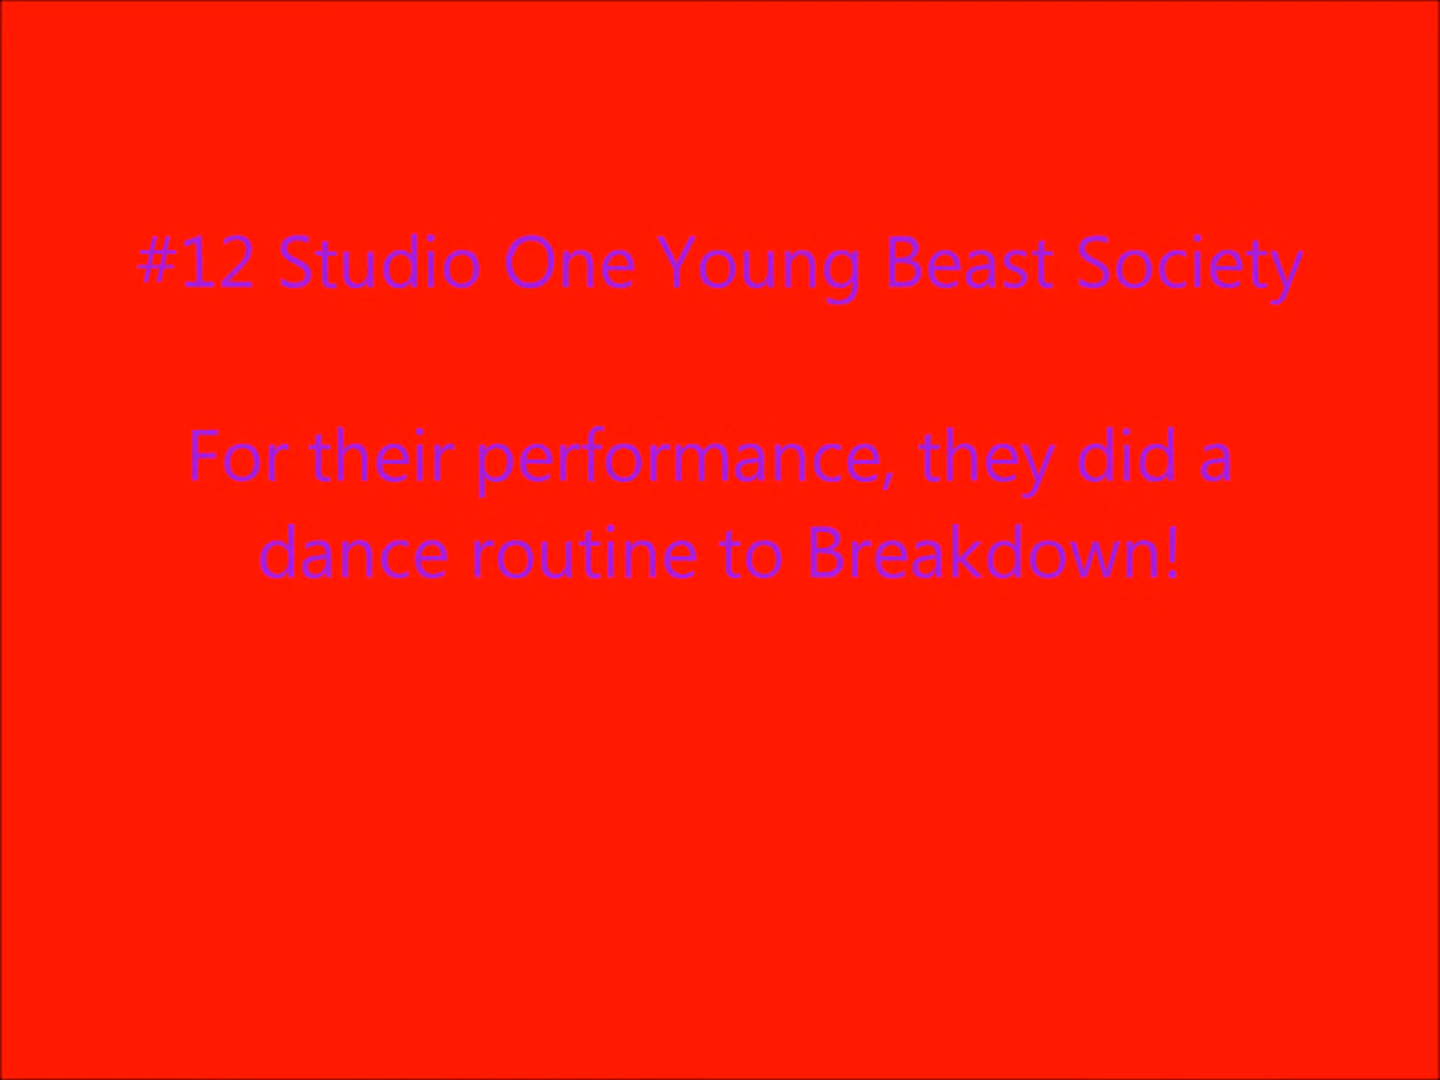 #12 Studio One Young Beast Society
For their performance, they did a
dance routine to Breakdown!